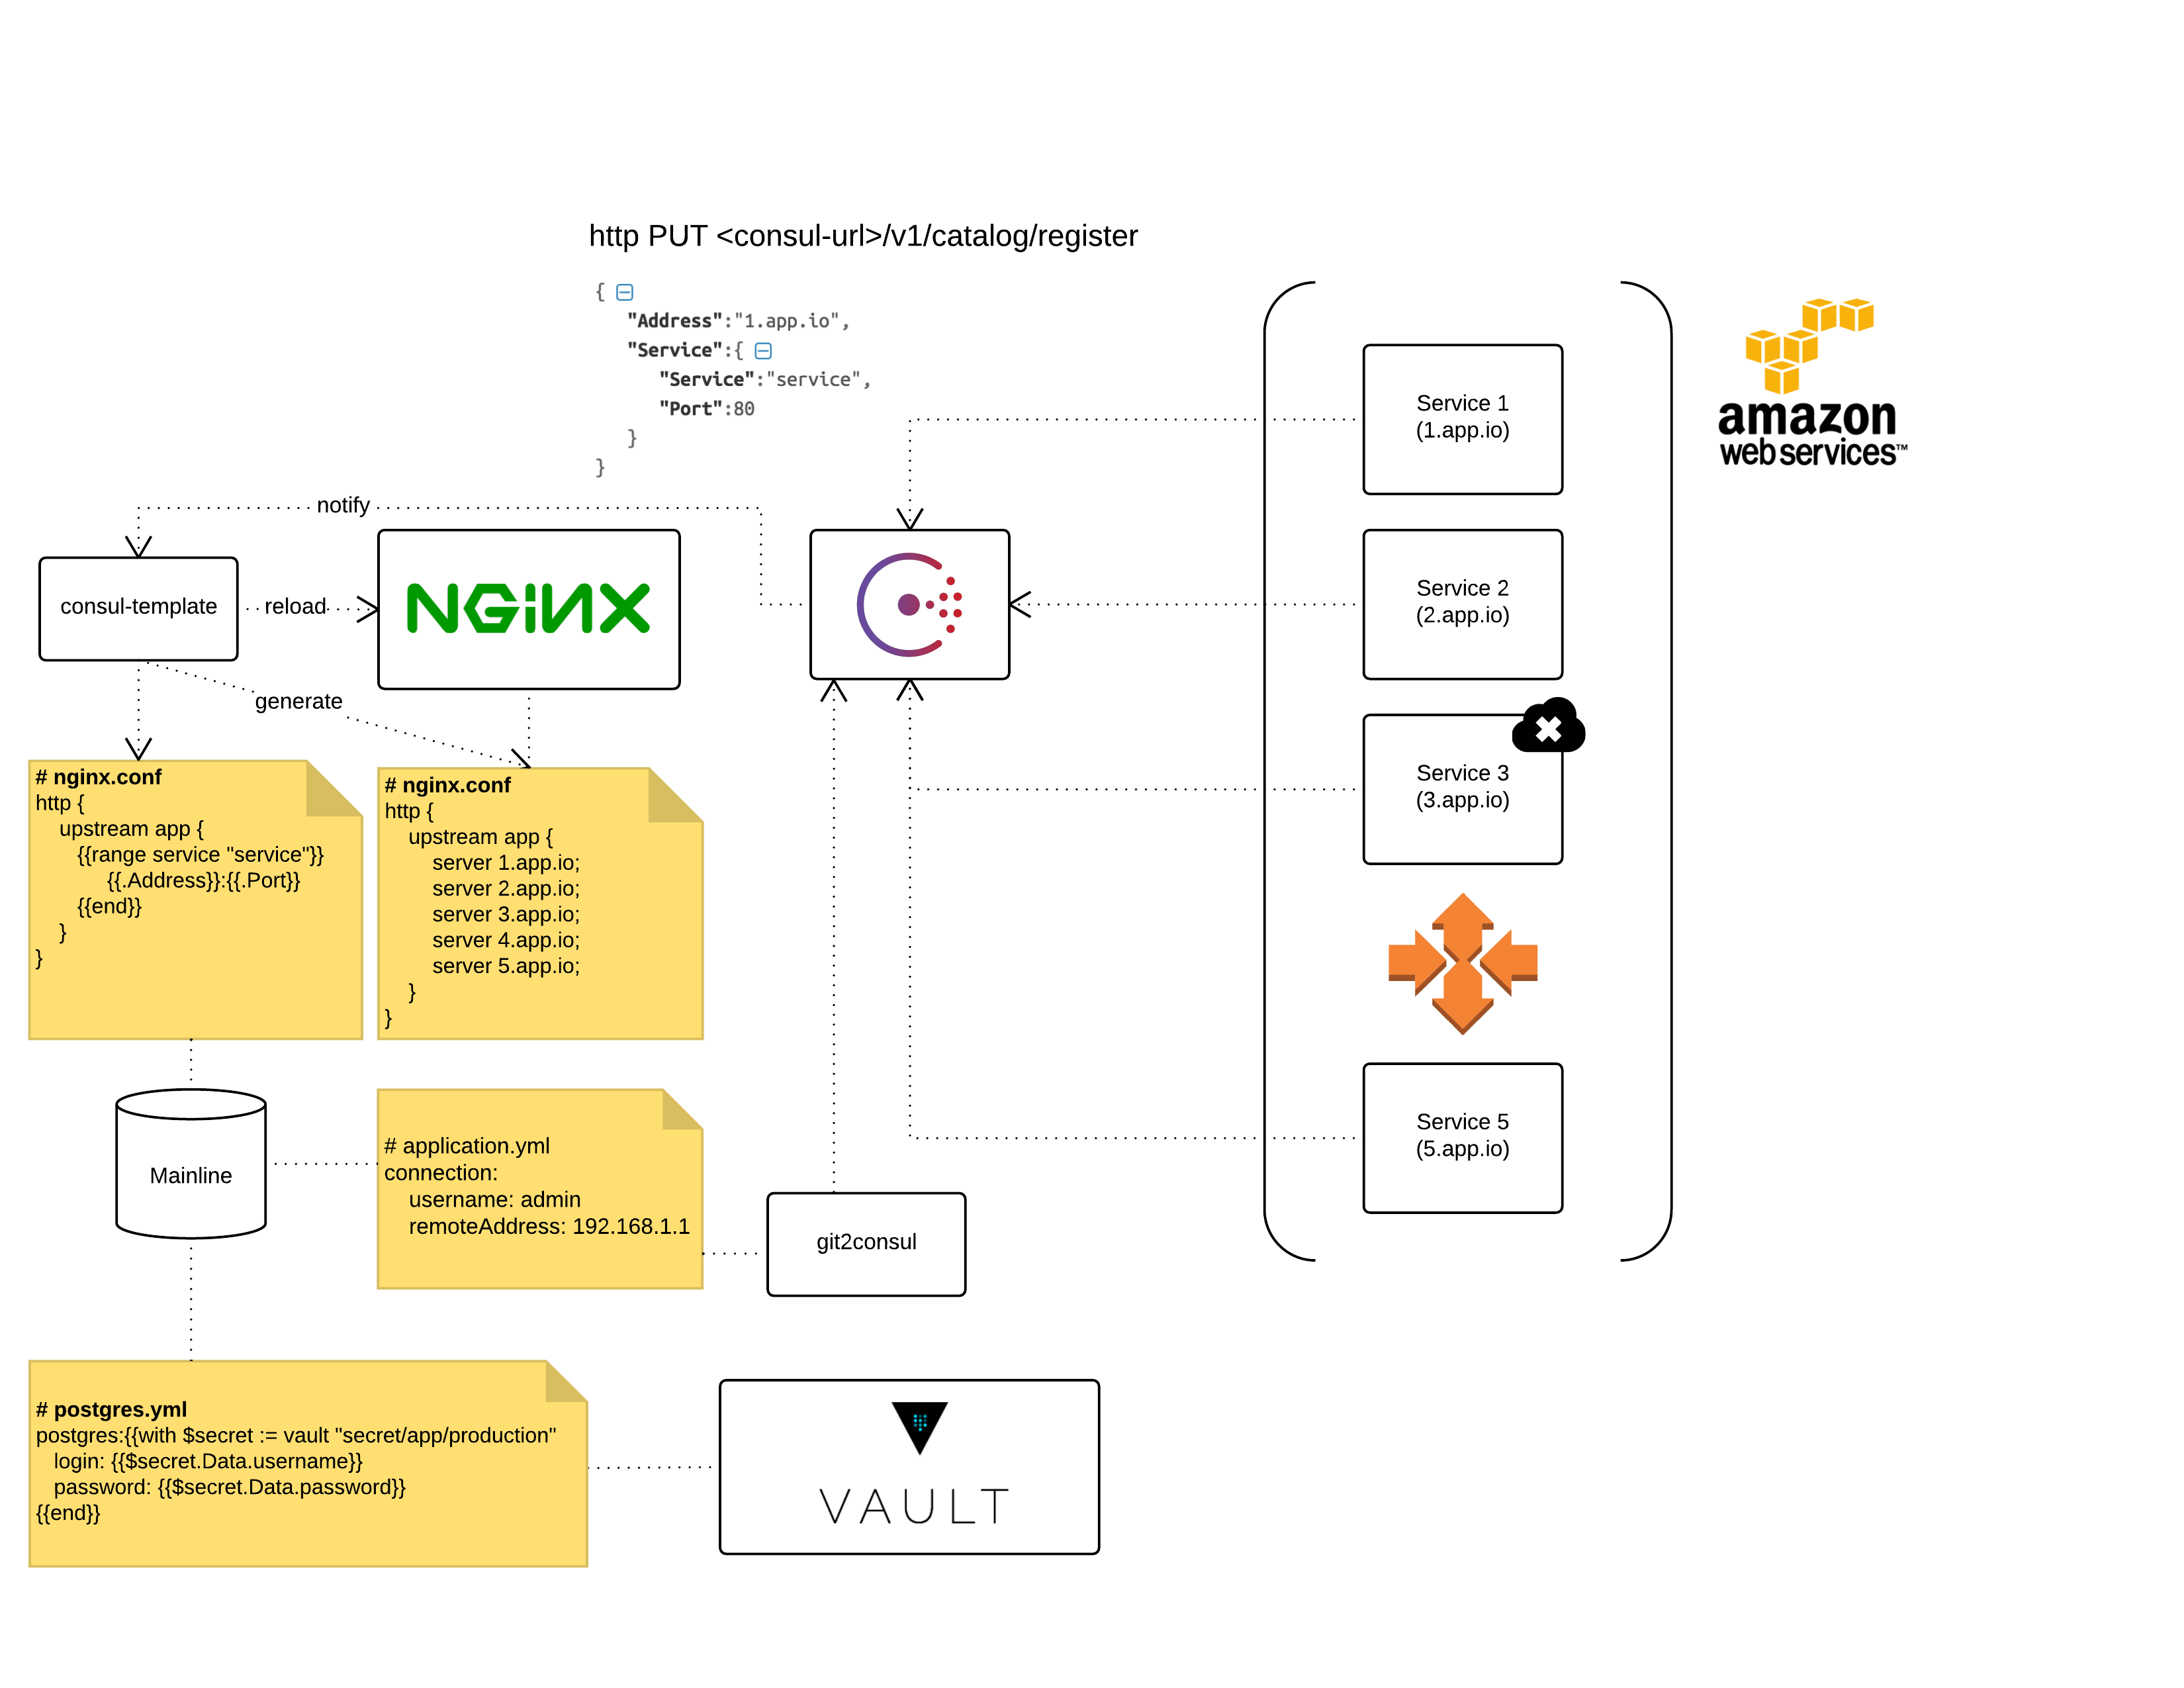 http PUT <consul-url>/v1/catalog/register
{
"Address":"1.app.io",
"Service":{
"Service":"service",
"Port":80
}
}
notify
consul-template
reload
NGiNX
generate
# nginx.conf
http {
upstream app {
{{range service "service"}}
{{.Address}}:{{.Port}}
{{end}}
}
}
# nginx.conf
http {
upstream app {
server 1.app.io;
server 2.app.io;
server 3.app.io;
server 4.app.io;
server 5.app.io;
}
}
Mainline
# application.yml
connection:
username: admin
remoteAddress: 192.168.1.1
git2consul
# postgres.yml
postgres:{{with $secret := vault "secret/app/production"
login: {{$secret.Data.username}}
password: {{$secret.Data.password}}
{{end}}
VAULT
Service 1
(1.app.io)
Service 2
(2.app.io)
Service 3
(3.app.io)
Service 5
(5.app.io)
amazon
web services™